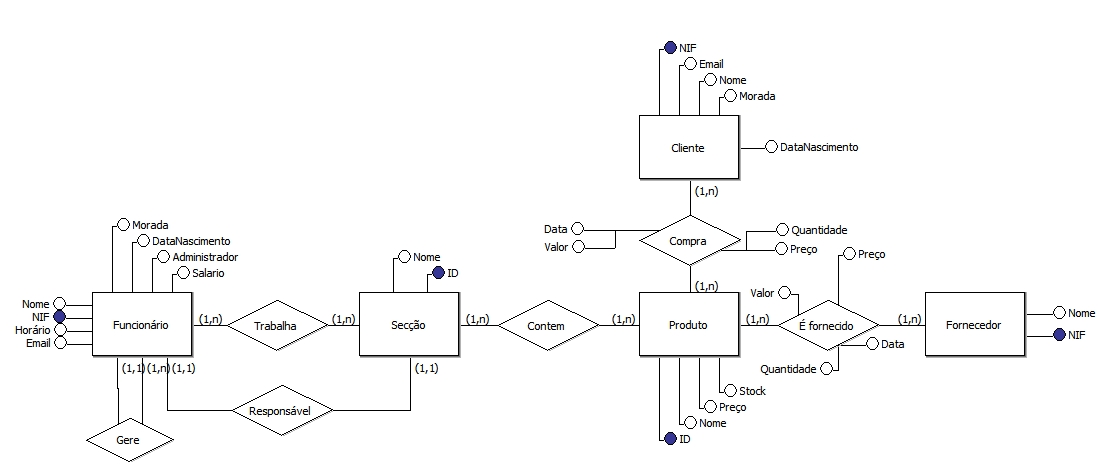 NIF
Email
Nome
Morada
Cliente
DataNascimento
(1,n)
Data
Valor
Compra
Quantidade
Preço
(1,n)
Morada
DataNascimento
Administrador
Salario
Nome
NIF
Horário
Email
Funcionário
(1,n)
Trabalha
(1,n)
Nome
ID
Secção
(1,n)
Contem
(1,n)
Produto
(1,n)
Valor
Preço
É fornecido
Data
Quantidade
(1,n)
Fornecedor
Nome
NIF
Stock
Preço
Nome
ID
(1,1)
(1,n)
(1,1)
(1,1)
Responsável
Gere